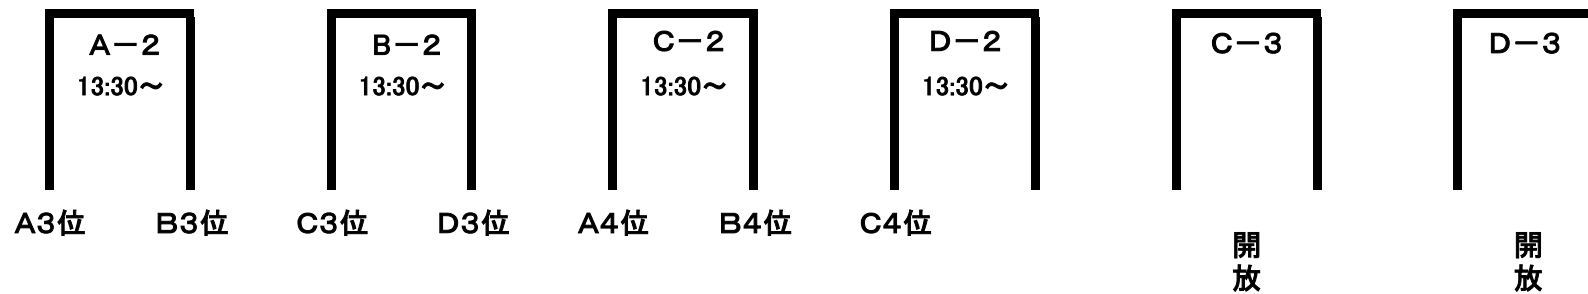 A－2
13:30～
A3位 B3位
B－2
13:30～
C3位 D3位
C－2
13:30～
A4位 B4位
D－2
13:30～
C4位
C－3
開放
D－3
開放